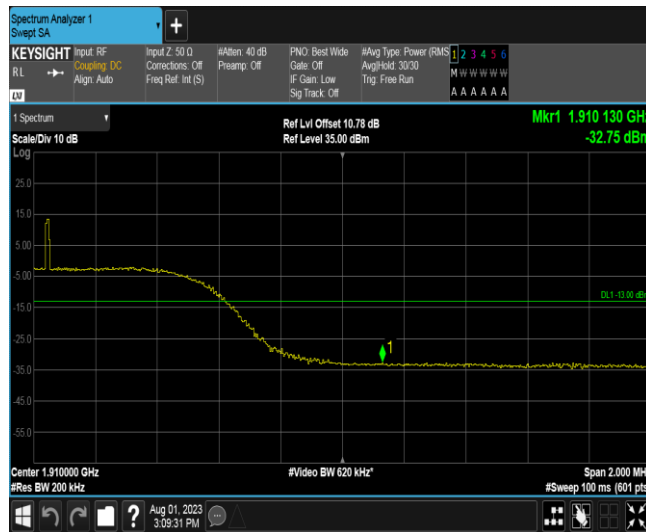 Spectrum Analyzer 1
Swept SA
KEYSIGHT
RL
LXI
Input: RF
Coupling: DC
Align: Auto
Input Z: 50 Ω
Corrections: Off
Freq Ref: Int (S)
#Atten: 40 dB
Preamp: Off
PNO: Best Wide
Gate: Off
IF Gain: Low
Sig Track: Off
#Avg Type: Power (RMS
Avg|Hold: 30/30
Trig: Free Run
1 2 3 4 5 6
M W W W W W
A A A A A A
1 Spectrum
Scale/Div 10 dB
Log
Ref Lvl Offset 10.78 dB
Ref Level 35.00 dBm
Mkr1 1.910 130 GHz
-32.75 dBm
25.0
15.0
5.00
-5.00
-15.0
-25.0
-35.0
-45.0
-55.0
DL1 -13.00 dBm
1
Center 1.910000 GHz
#Res BW 200 kHz
#Video BW 620 kHz*
Span 2.000 MHz
#Sweep 100 ms (601 pts
?
Aug 01, 2023
3:09:31 PM